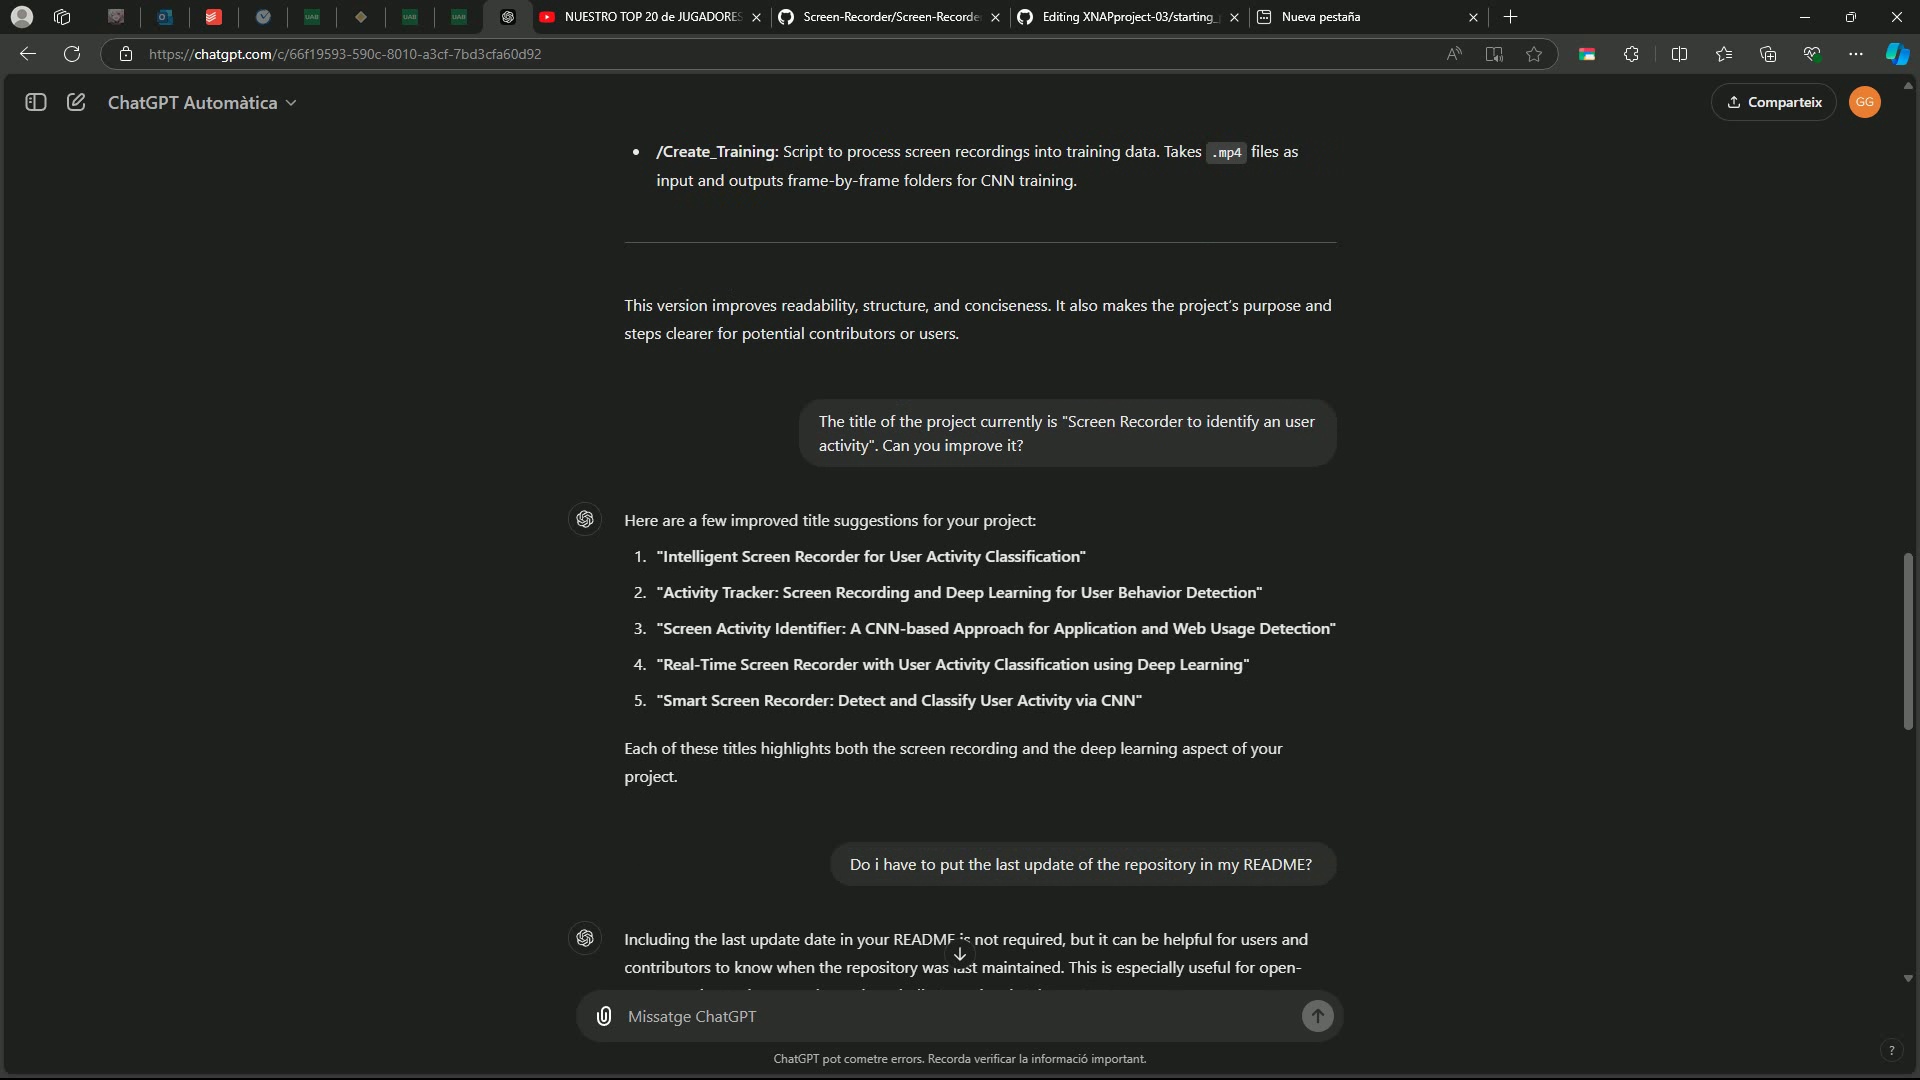 NUESTRO TOP 20 de JUGADORES
Screen-Recorder/Screen-Recorde
Editing XNAPproject-03/starting_
Nueva pestaña
https://chatgpt.com/c/66f19593-590c-8010-a3cf-7bd3cfa60d92
ChatGPT Automàtica
Comparteix
GG
• /Create_Training: Script to process screen recordings into training data. Takes .mp4 files as
input and outputs frame-by-frame folders for CNN training.
This version improves readability, structure, and conciseness. It also makes the project's purpose and
steps clearer for potential contributors or users.
The title of the project currently is "Screen Recorder to identify an user
activity". Can you improve it?
Here are a few improved title suggestions for your project:
1. "Intelligent Screen Recorder for User Activity Classification"
2. "Activity Tracker: Screen Recording and Deep Learning for User Behavior Detection"
3. "Screen Activity Identifier: A CNN-based Approach for Application and Web Usage Detection"
4. "Real-Time Screen Recorder with User Activity Classification using Deep Learning"
5. "Smart Screen Recorder: Detect and Classify User Activity via CNN"
Each of these titles highlights both the screen recording and the deep learning aspect of your
project.
Do i have to put the last update of the repository in my README?
Including the last update date in your README is not required, but it can be helpful for users and
contributors to know when the repository was last maintained. This is especially useful for open-
Missatge ChatGPT
ChatGPT pot cometre errors. Recorda verificar la informació important.
?